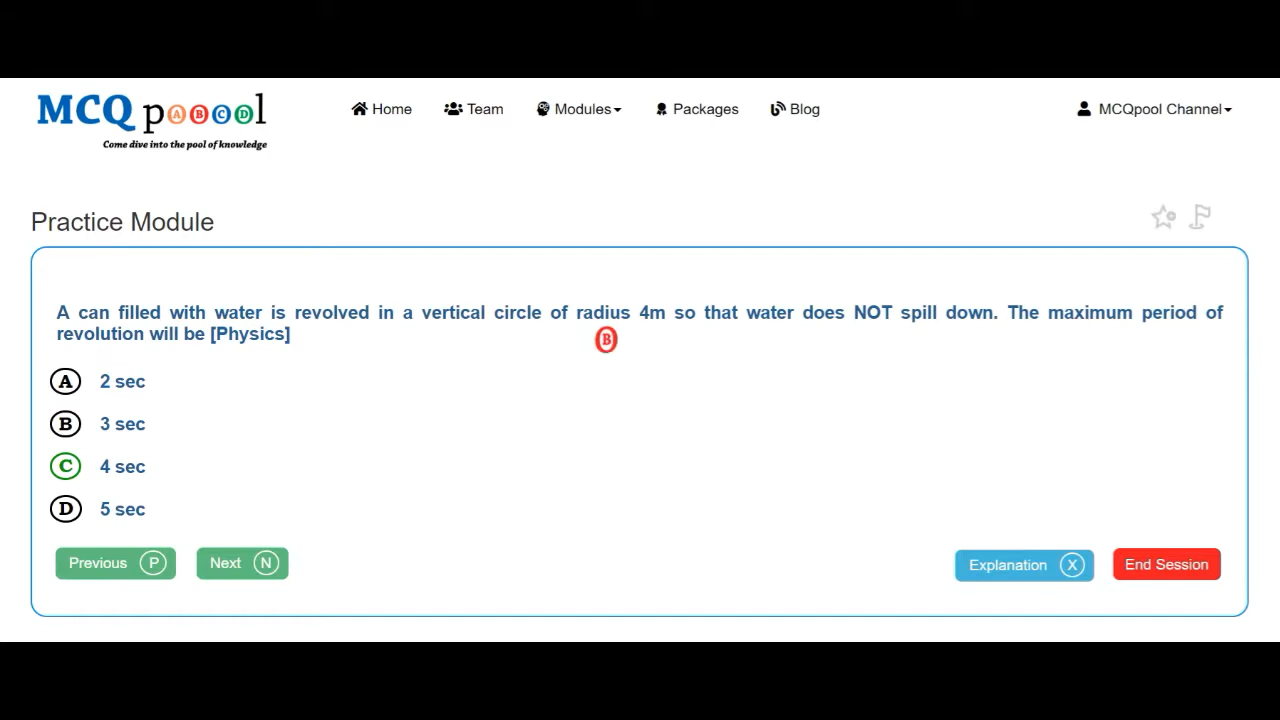 MCQ pABCDl
Come dive into the pool of knowledge
Home Team Modules Packages Blog MCQpool Channel
Practice Module
A can filled with water is revolved in a vertical circle of radius 4m so that water does NOT spill down. The maximum period of
revolution will be [Physics]
B
A 2 sec
B 3 sec
C 4 sec
D 5 sec
Previous P Next N Explanation X End Session